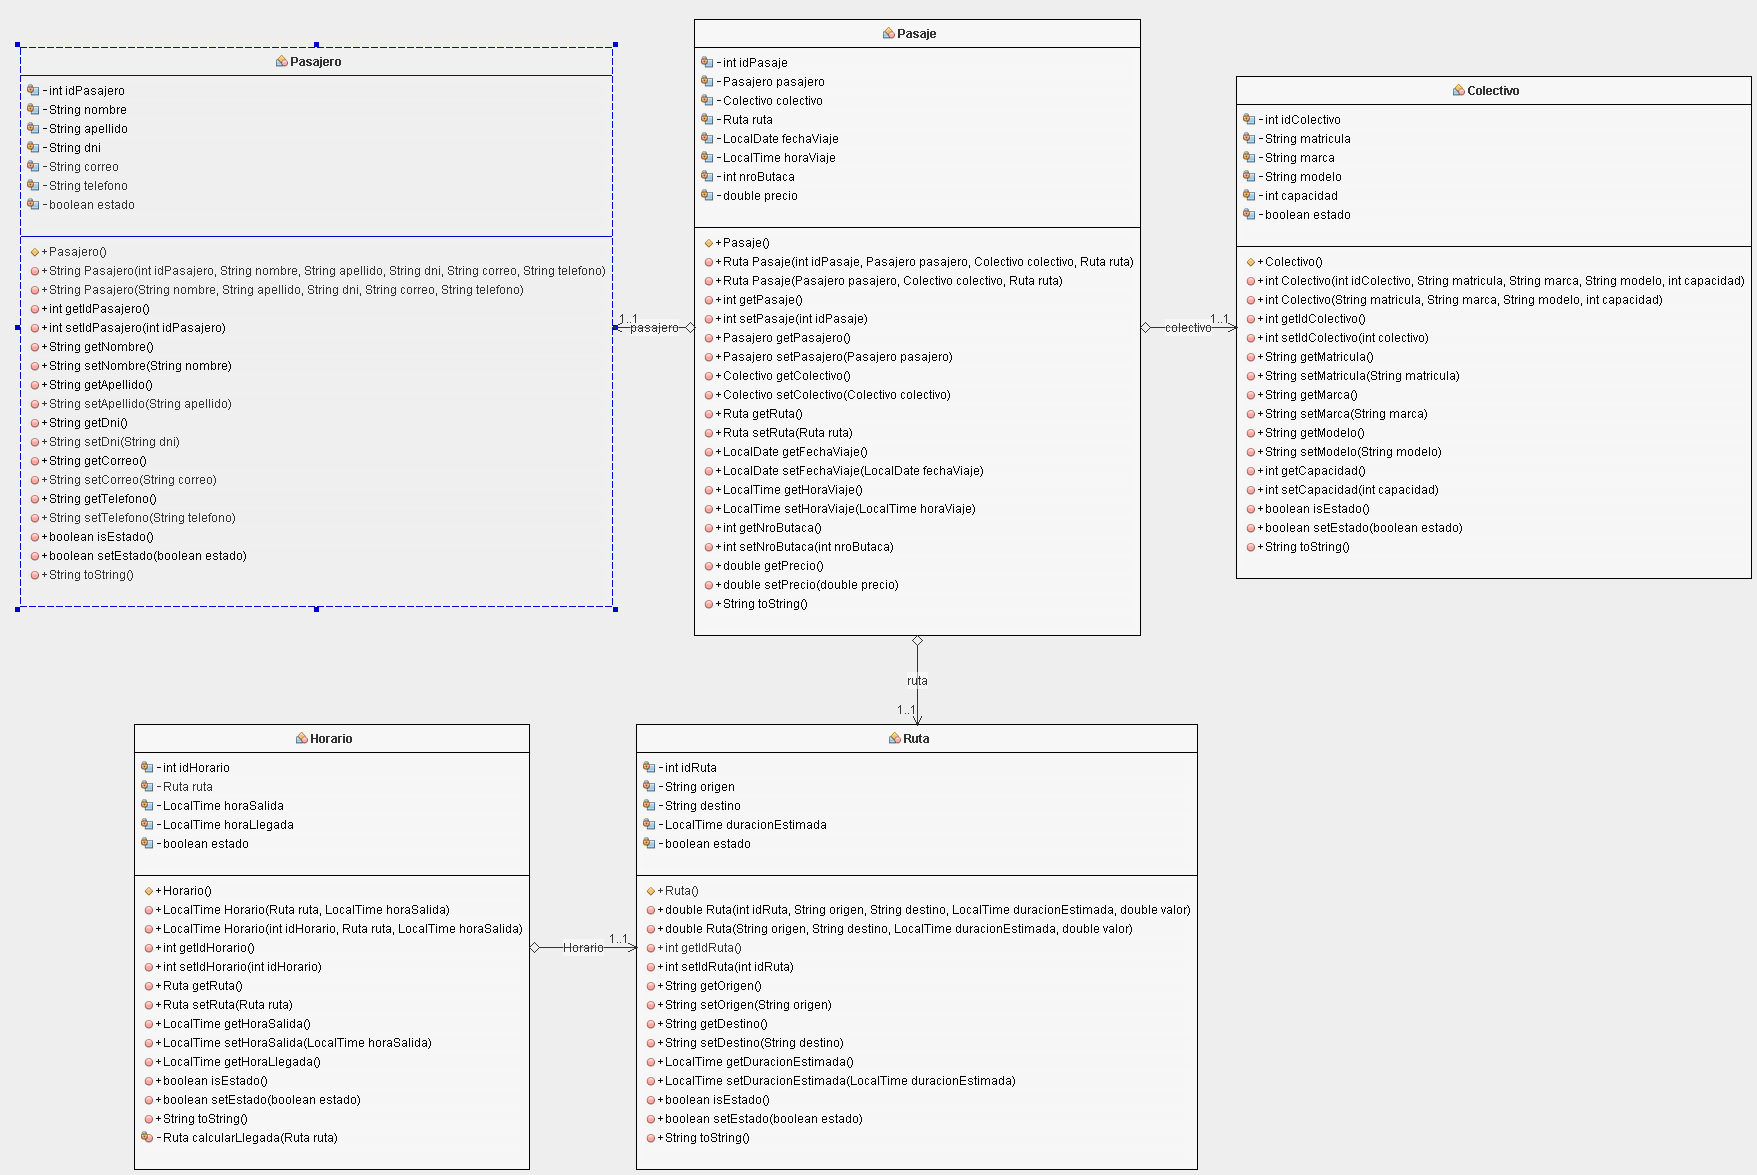 Pasajero
-int idPasajero
-String nombre
-String apellido
-String dni
-String correo
-String telefono
-boolean estado
+Pasajero()
+String Pasajero(int idPasajero, String nombre, String apellido, String dni, String correo, String telefono)
+String Pasajero(String nombre, String apellido, String dni, String correo, String telefono)
+int getIdPasajero()
+int setIdPasajero(int idPasajero)
+String getNombre()
+String setNombre(String nombre)
+String getApellido()
+String setApellido(String apellido)
+String getDni()
+String setDni(String dni)
+String getCorreo()
+String setCorreo(String correo)
+String getTelefono()
+String setTelefono(String telefono)
+boolean isEstado()
+boolean setEstado(boolean estado)
+String toString()
1..1
pasajero
Pasaje
-int idPasaje
-Pasajero pasajero
-Colectivo colectivo
-Ruta ruta
-LocalDate fechaViaje
-LocalTime horaViaje
-int nroButaca
-double precio
+Pasaje()
+Ruta Pasaje(int idPasaje, Pasajero pasajero, Colectivo colectivo, Ruta ruta)
+Ruta Pasaje(Pasajero pasajero, Colectivo colectivo, Ruta ruta)
+int getPasaje()
+int setPasaje(int idPasaje)
+Pasajero getPasajero()
+Pasajero setPasajero(Pasajero pasajero)
+Colectivo getColectivo()
+Colectivo setColectivo(Colectivo colectivo)
+Ruta getRuta()
+Ruta setRuta(Ruta ruta)
+LocalDate getFechaViaje()
+LocalDate setFechaViaje(LocalDate fechaViaje)
+LocalTime getHoraViaje()
+LocalTime setHoraViaje(LocalTime horaViaje)
+int getNroButaca()
+int setNroButaca(int nroButaca)
+double getPrecio()
+double setPrecio(double precio)
+String toString()
1..1
colectivo
Colectivo
-int idColectivo
-String matricula
-String marca
-String modelo
-int capacidad
-boolean estado
+Colectivo()
+int Colectivo(int idColectivo, String matricula, String marca, String modelo, int capacidad)
+int Colectivo(String matricula, String marca, String modelo, int capacidad)
+int getIdColectivo()
+int setIdColectivo(int colectivo)
+String getMatricula()
+String setMatricula(String matricula)
+String getMarca()
+String setMarca(String marca)
+String getModelo()
+String setModelo(String modelo)
+int getCapacidad()
+int setCapacidad(int capacidad)
+boolean isEstado()
+boolean setEstado(boolean estado)
+String toString()
ruta
1..1
Horario
-int idHorario
-Ruta ruta
-LocalTime horaSalida
-LocalTime horaLlegada
-boolean estado
+Horario()
+LocalTime Horario(Ruta ruta, LocalTime horaSalida)
+LocalTime Horario(int idHorario, Ruta ruta, LocalTime horaSalida)
+int getIdHorario()
+int setIdHorario(int idHorario)
+Ruta getRuta()
+Ruta setRuta(Ruta ruta)
+LocalTime getHoraSalida()
+LocalTime setHoraSalida(LocalTime horaSalida)
+LocalTime getHoraLlegada()
+boolean isEstado()
+boolean setEstado(boolean estado)
+String toString()
-Ruta calcularLlegada(Ruta ruta)
1..1
Horario
Ruta
-int idRuta
-String origen
-String destino
-LocalTime duracionEstimada
-boolean estado
+Ruta()
+double Ruta(int idRuta, String origen, String destino, LocalTime duracionEstimada, double valor)
+double Ruta(String origen, String destino, LocalTime duracionEstimada, double valor)
+int getIdRuta()
+int setIdRuta(int idRuta)
+String getOrigen()
+String setOrigen(String origen)
+String getDestino()
+String setDestino(String destino)
+LocalTime getDuracionEstimada()
+LocalTime setDuracionEstimada(LocalTime duracionEstimada)
+boolean isEstado()
+boolean setEstado(boolean estado)
+String toString()